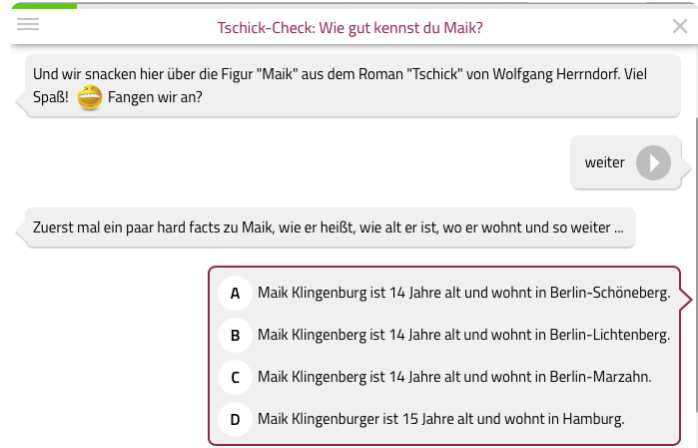 Tschick-Check: Wie gut kennst du Maik?
Und wir snacken hier über die Figur "Maik" aus dem Roman "Tschick" von Wolfgang Herrndorf. Viel
Spaß! Fangen wir an?
weiter
Zuerst mal ein paar hard facts zu Maik, wie er heißt, wie alt er ist, wo er wohnt und so weiter ...
A Maik Klingenburg ist 14 Jahre alt und wohnt in Berlin-Schöneberg.
B Maik Klingenberg ist 14 Jahre alt und wohnt in Berlin-Lichtenberg.
C Maik Klingenberg ist 14 Jahre alt und wohnt in Berlin-Marzahn.
D Maik Klingenburger ist 15 Jahre alt und wohnt in Hamburg.